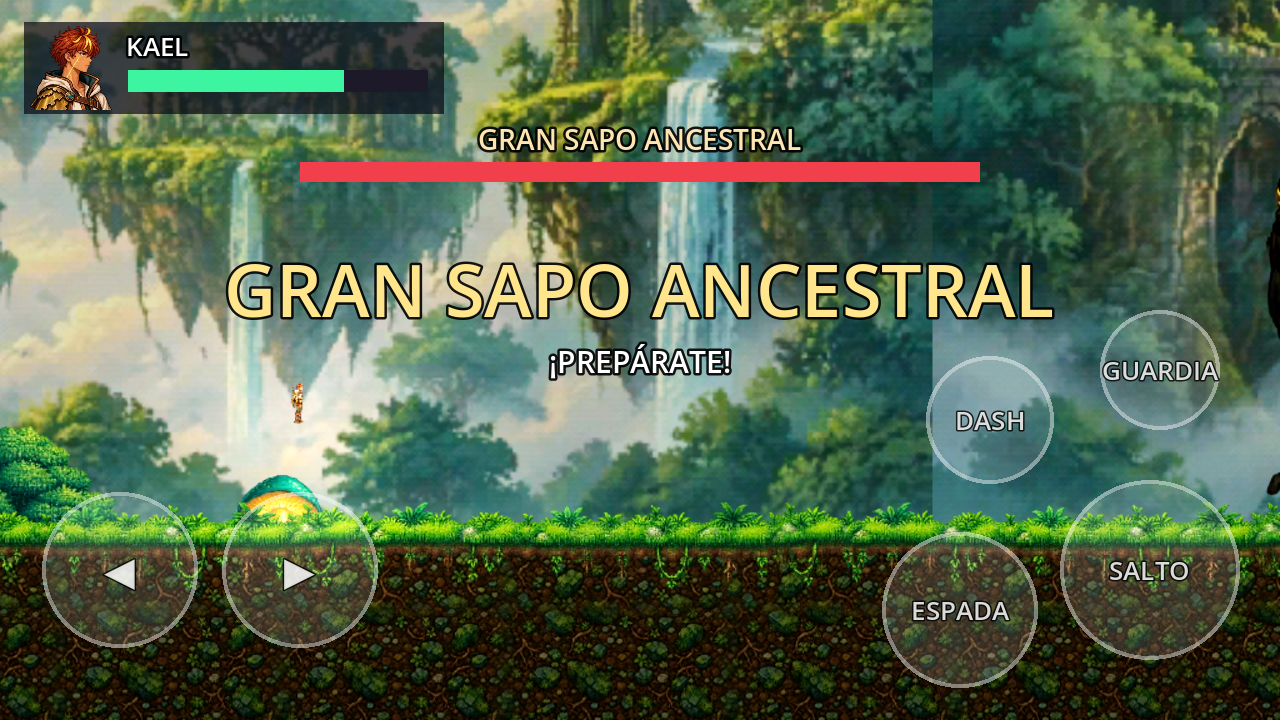 KAEL
GRAN SAPO ANCESTRAL
GRAN SAPO ANCESTRAL
¡PREPÁRATE!
GUARDIA
DASH
SALTO
ESPADA